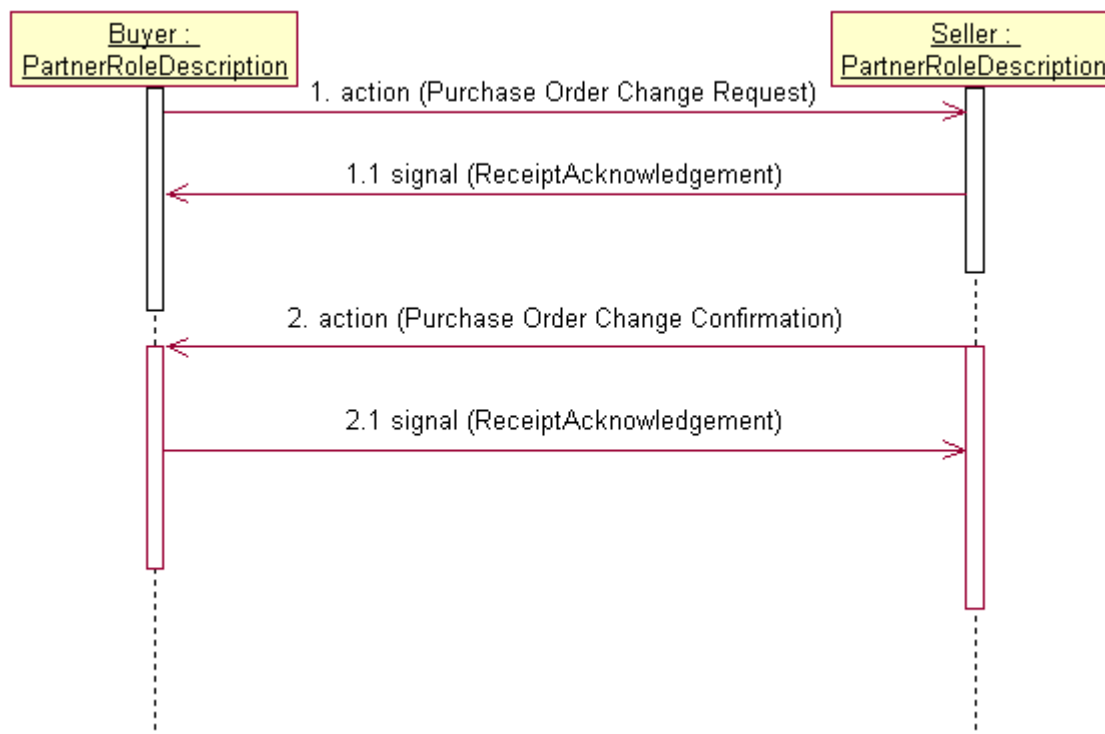 Buyer :
PartnerRoleDescription
Seller :
PartnerRoleDescription
1. action (Purchase Order Change Request)
1.1 signal (ReceiptAcknowledgement)
2. action (Purchase Order Change Confirmation)
2.1 signal (ReceiptAcknowledgement)